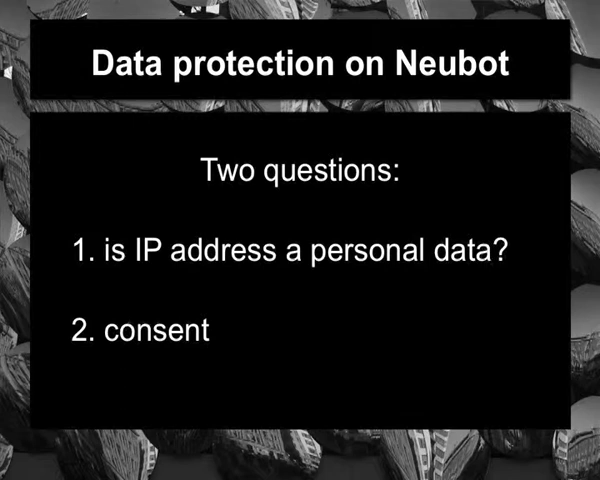 Data protection on Neubot
Two questions:
1. is IP address a personal data?
2. consent